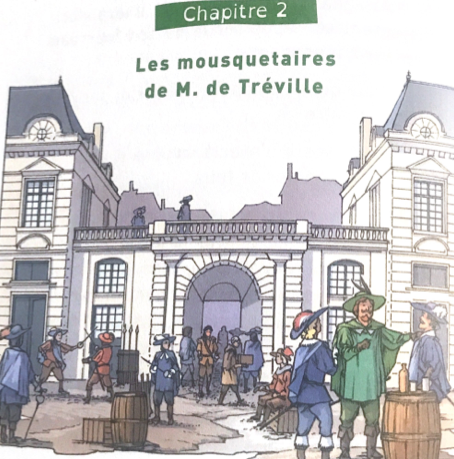 Chapitre 2
Les mousquetaires
de M. de Tréville